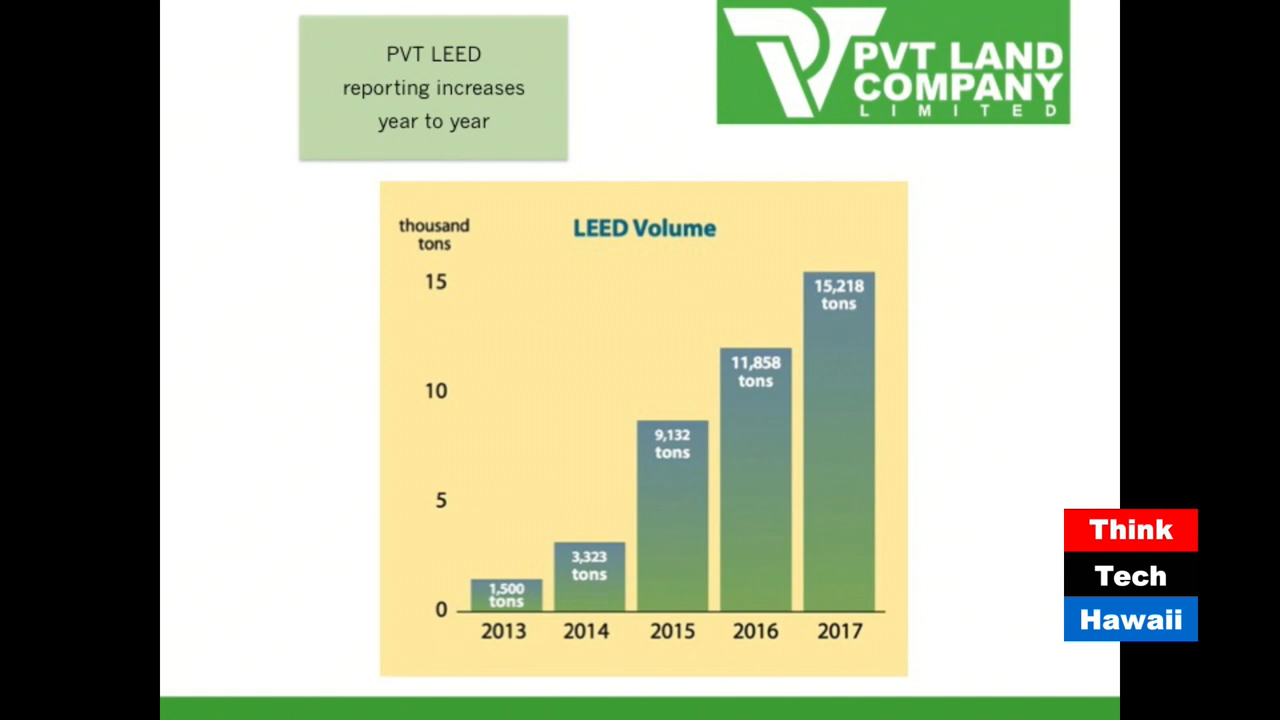 PVT LEED
reporting increases
year to year
PVT LAND
COMPANY
LIMITED
thousand
tons
LEED Volume
15
10
5
0
1,500
tons
3,323
tons
9,132
tons
11,858
tons
15,218
tons
2013 2014 2015 2016 2017
Think
Tech
Hawaii